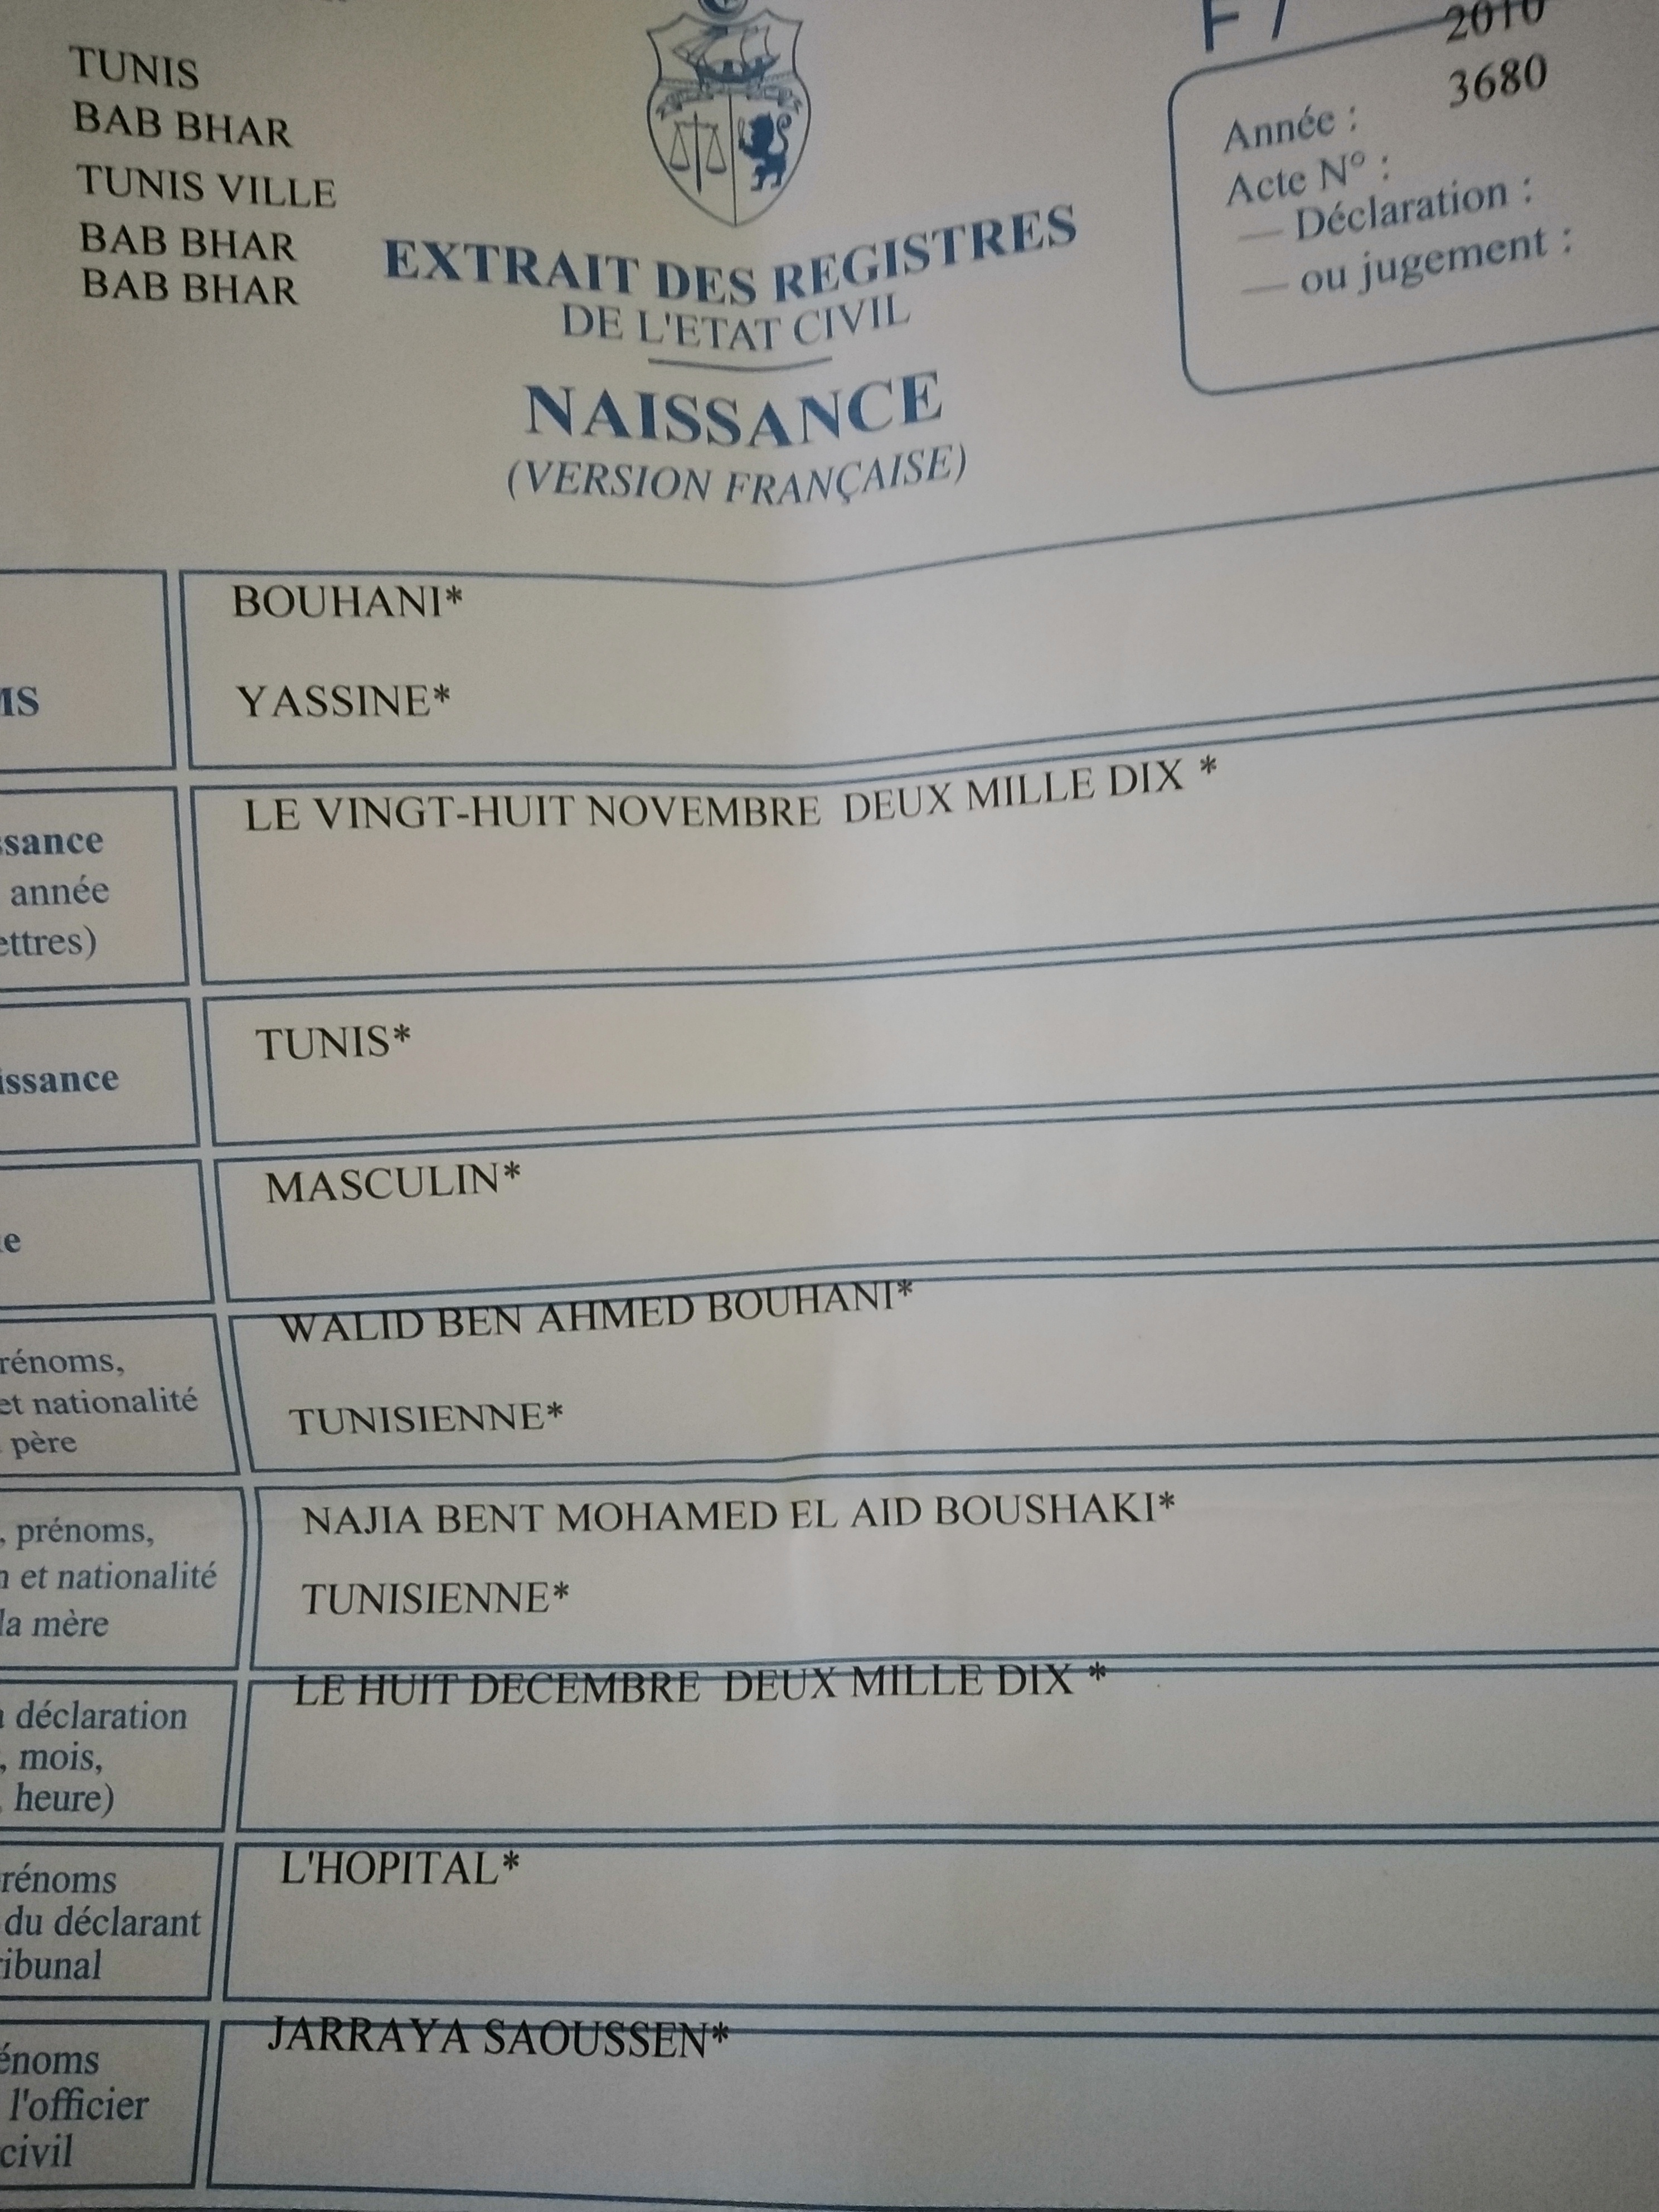 TUNIS
BAB BHAR
TUNIS VILLE
BAB BHAR
BAB BHAR
F 7
2010
3680
Année :
Acte N° :
— Déclaration :
— ou jugement :
EXTRAIT DES REGISTRES
DE L'ETAT CIVIL
NAISSANCE
(VERSION FRANÇAISE)
BOUHANI*
MS YASSINE*
LE VINGT-HUIT NOVEMBRE DEUX MILLE DIX *
ssance
année
ettres)
TUNIS*
issance
MASCULIN*
e
WALID BEN AHMED BOUHANI*
rénoms,
et nationalité TUNISIENNE*
père
NAJIA BENT MOHAMED EL AID BOUSHAKI*
, prénoms,
n et nationalité TUNISIENNE*
la mère
LE HUIT DECEMBRE DEUX MILLE DIX *
déclaration
, mois,
, heure)
L'HOPITAL*
rénoms
du déclarant
ribunal
JARRAYA SAOUSSEN*
énoms
l'officier
civil